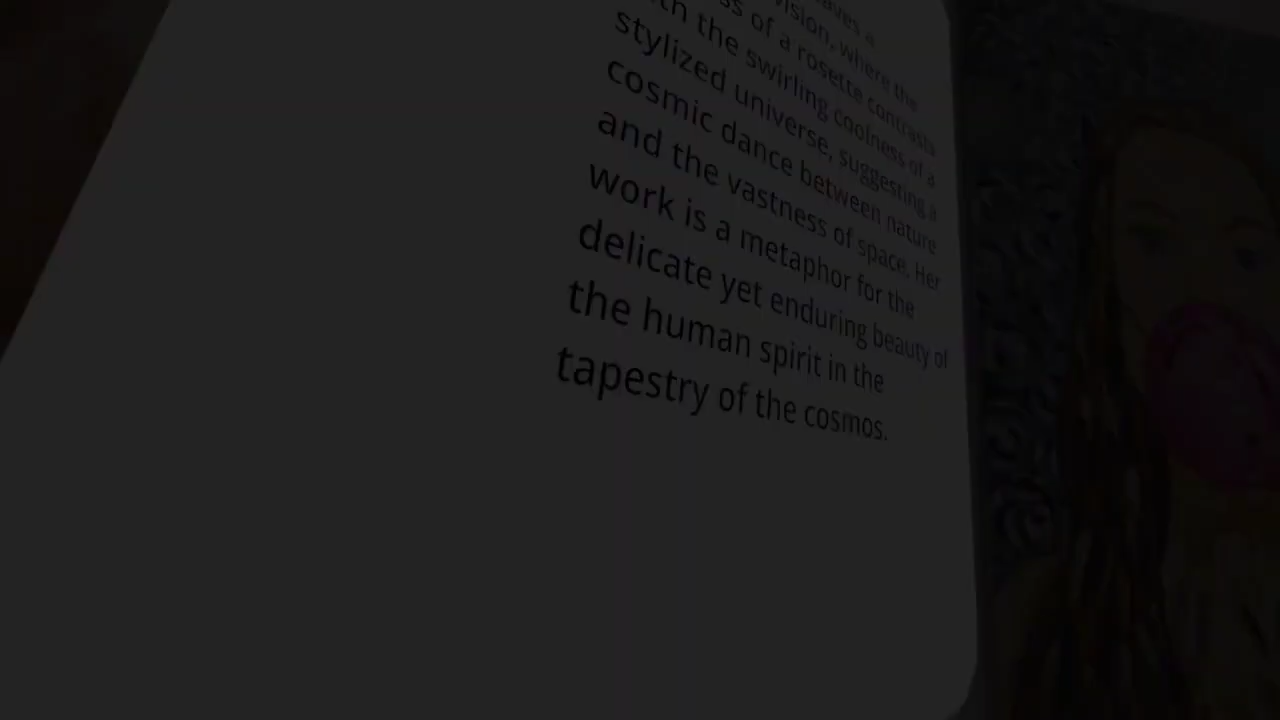 a
vision, where the
of a rosette contrasts
the swirling coolness of a
stylized universe, suggesting a
cosmic dance between nature
and the vastness of space. Her
work is a metaphor for the
delicate yet enduring beauty of
the human spirit in the
tapestry of the cosmos.